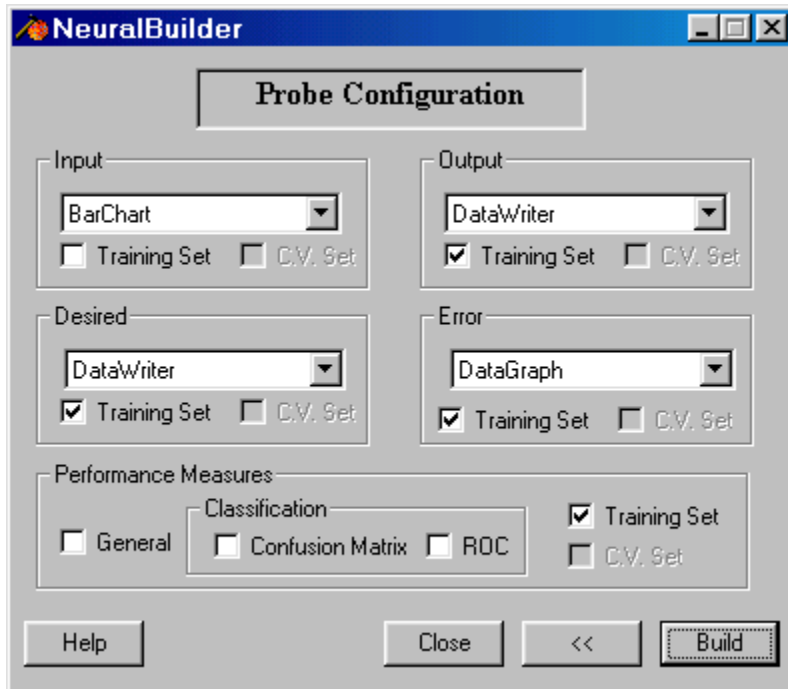 NeuralBuilder
Probe Configuration
Input
BarChart
Training Set C.V. Set
Output
DataWriter
Training Set C.V. Set
Desired
DataWriter
Training Set C.V. Set
Error
DataGraph
Training Set C.V. Set
Performance Measures
General
Classification
Confusion Matrix ROC
Training Set
C.V. Set
Help Close << Build